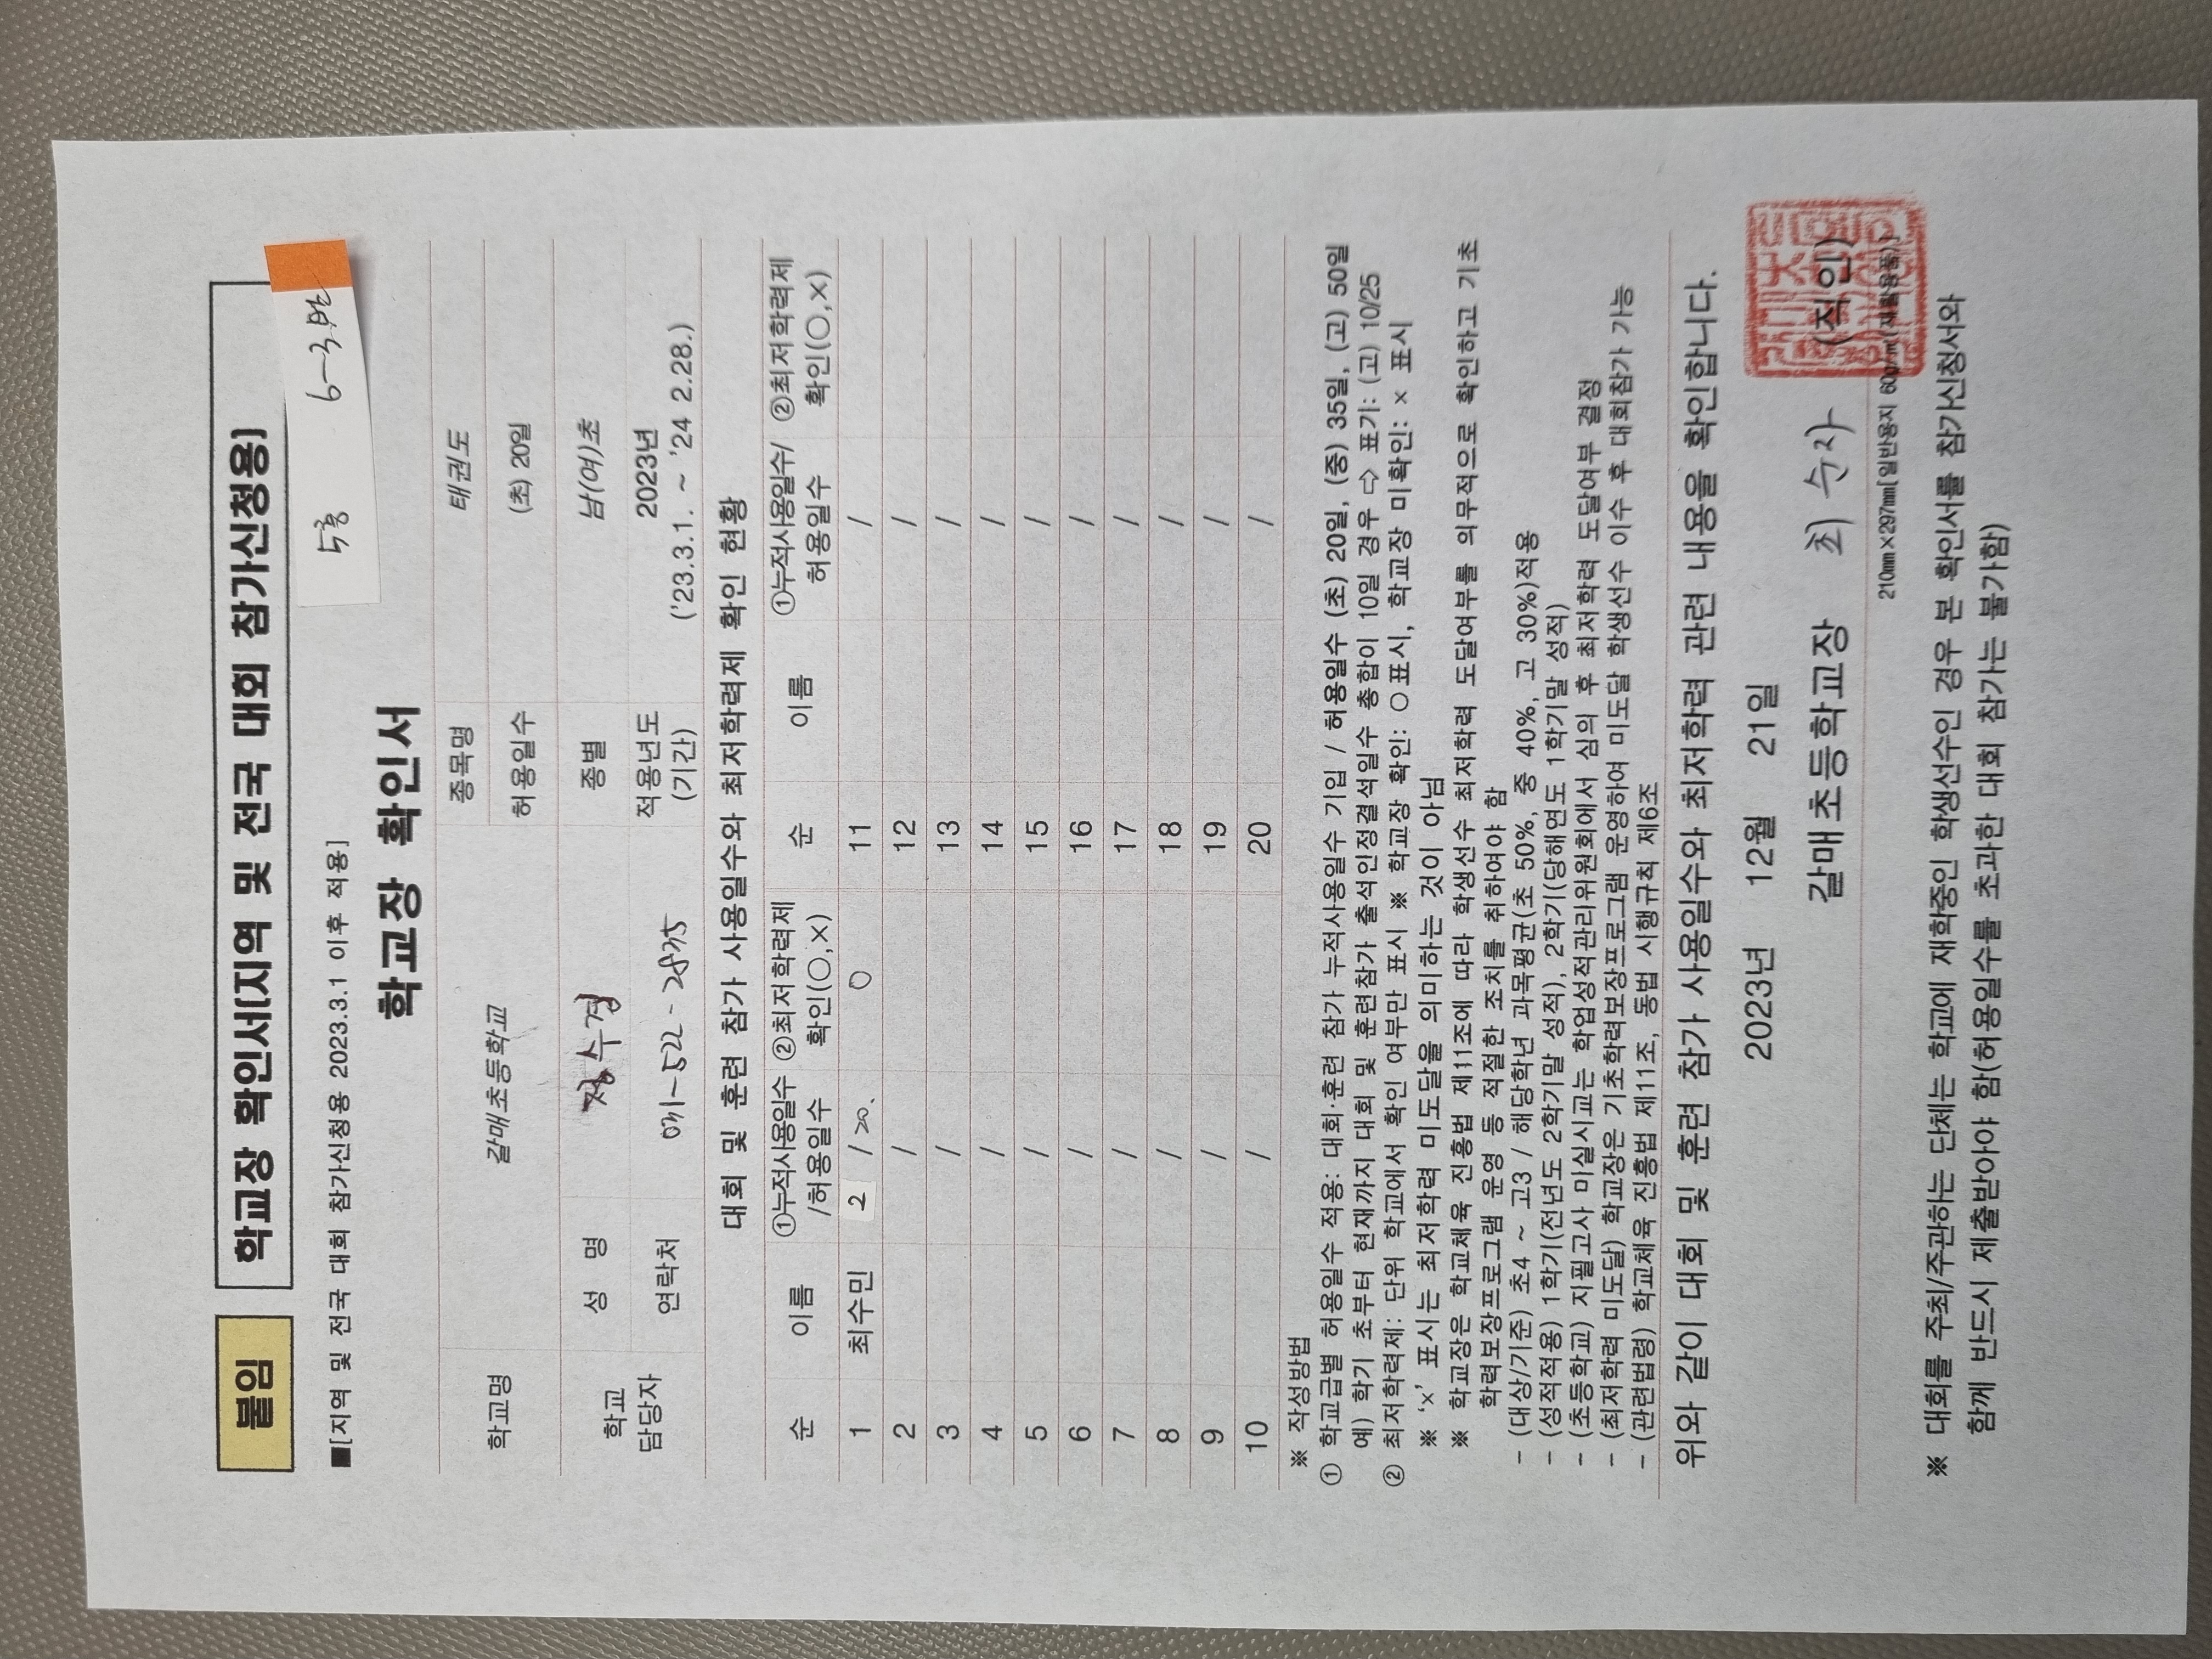 붙임
학교장 확인서(지역 및 전국 대회 참가신청용)
5층 6-3반
■[지역 및 전국 대회 참가신청용 2023.3.1 이후 적용]
학교장 확인서
학교명 갈매초등학교 종목명 태권도
허용일수 (초) 20일
학교 담당자 성 명 수경 종별 남(여)초
연락처 적용년도 (기간) 2023년 ('23.3.1. ~ '24 2.28.)
대회 및 훈련 참가 사용일수와 최저학력제 확인 현황
순 이름 ①누적사용일수 /허용일수 ②최저학력제 확인(○,×) 순 이름 ①누적사용일수/ 허용일수 ②최저학력제 확인(○,×)
1 최수민 2 / 20. ○ 11 /
2 / 12 /
3 / 13 /
4 / 14 /
5 / 15 /
6 / 16 /
7 / 17 /
8 / 18 /
9 / 19 /
10 / 20 /
※ 작성방법
① 학교급별 허용일수 적용: 대회·훈련 참가 누적사용일수 기입 / 허용일수 (초) 20일, (중) 35일, (고) 50일
예) 학기 초부터 현재까지 대회 및 훈련참가 출석인정결석일수 총합이 10일 경우 ⇨ 표기: (고) 10/25
② 최저학력제: 단위 학교에서 확인 여부만 표시 ※ 학교장 확인: ○표시, 학교장 미확인: × 표시
※ '×' 표시는 최저학력 미도달을 의미하는 것이 아님
※ 학교장은 학교체육 진흥법 제11조에 따라 학생선수 최저학력 도달여부를 의무적으로 확인하고 기초
학력보장프로그램 운영 등 적절한 조치를 취하여야 함
- (대상/기준) 초4 ~ 고3 / 해당학년 과목평균(초 50%, 중 40%, 고 30%)적용
- (성적적용) 1학기(전년도 2학기말 성적), 2학기(당해연도 1학기말 성적)
- (초등학교) 지필고사 미실시교는 학업성적관리위원회에서 심의 후 최저학력 도달여부 결정
- (최저학력 미도달) 학교장은 기초학력보장프로그램 운영하여 미도달 학생선수 이수 후 대회참가 가능
- (관련법령) 학교체육 진흥법 제11조, 동법 시행규칙 제6조
위와 같이 대회 및 훈련 참가 사용일수와 최저학력 관련 내용을 확인합니다.
2023년 12월 21일
갈매초등학교장 최 수자 (직인)
210mm×297mm[일반용지 60g/㎡(재활용품)]
※ 대회를 주최/주관하는 단체는 학교에 재학중인 학생선수인 경우 본 확인서를 참가신청서와
함께 반드시 제출받아야 함(허용일수를 초과한 대회 참가는 불가함)